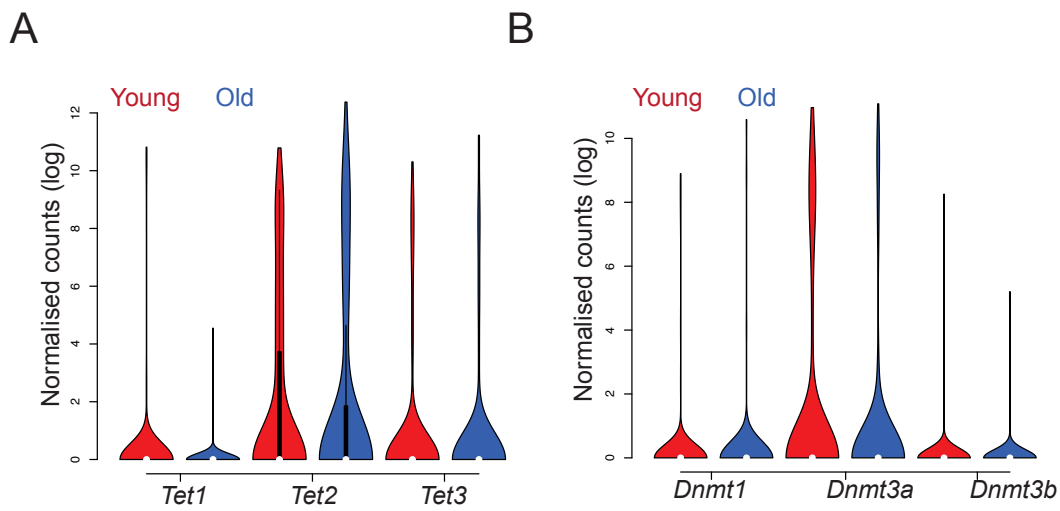 A
Young Old
Normalised counts (log)
12
10
8
6
4
2
0
Tet1 Tet2 Tet3
B
Young Old
Normalised counts (log)
10
8
6
4
2
0
Dnmt1 Dnmt3a Dnmt3b